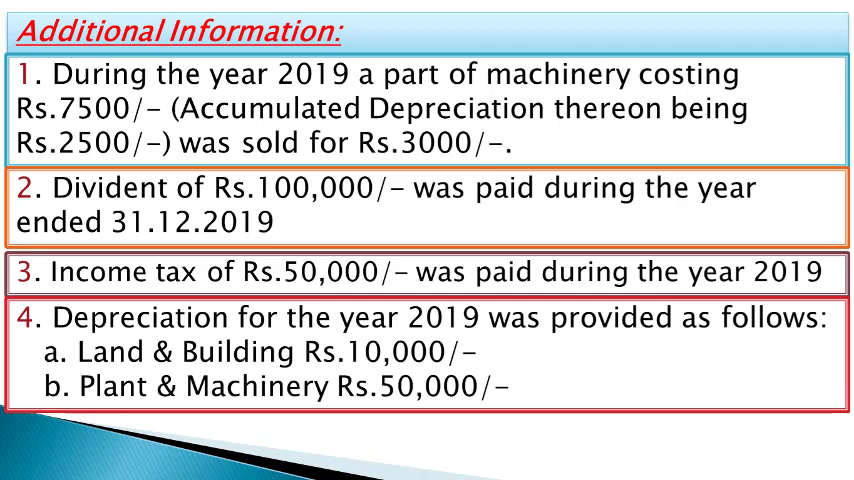 Additional Information:
1. During the year 2019 a part of machinery costing
Rs.7500/- (Accumulated Depreciation thereon being
Rs.2500/-) was sold for Rs.3000/-.
2. Divident of Rs.100,000/- was paid during the year
ended 31.12.2019
3. Income tax of Rs.50,000/- was paid during the year 2019
4. Depreciation for the year 2019 was provided as follows:
a. Land & Building Rs.10,000/-
b. Plant & Machinery Rs.50,000/-